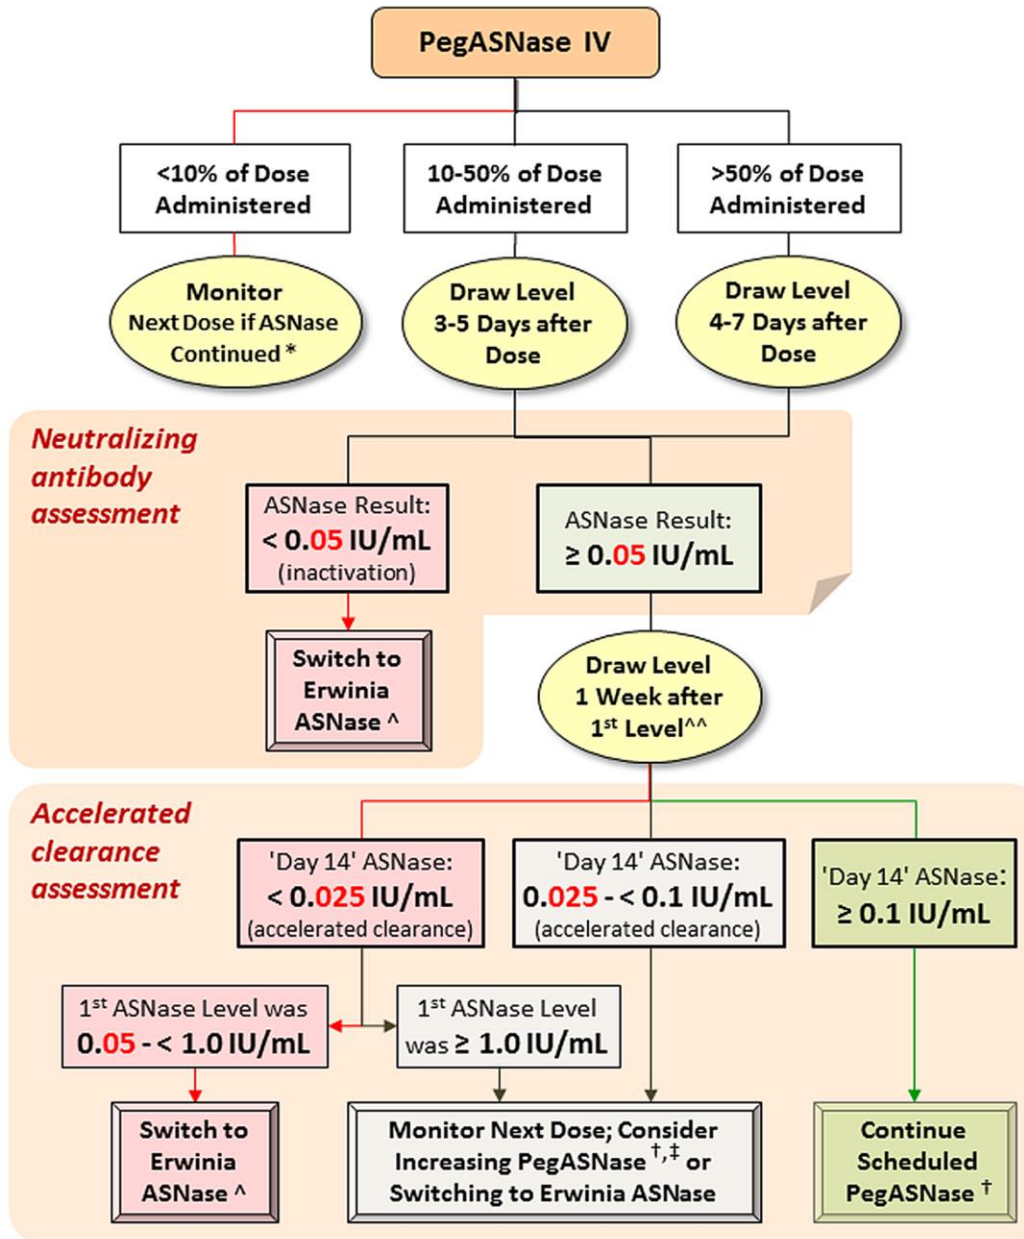 PegASNase IV
<10% of Dose
Administered
10-50% of Dose
Administered
>50% of Dose
Administered
Monitor
Next Dose if ASNase
Continued *
Draw Level
3-5 Days after
Dose
Draw Level
4-7 Days after
Dose
Neutralizing
antibody
assessment
ASNase Result:
< 0.05 IU/mL
(inactivation)
ASNase Result:
≥ 0.05 IU/mL
Switch to
Erwinia
ASNase ^
Draw Level
1 Week after
1st Level^^
Accelerated
clearance
assessment
'Day 14' ASNase:
< 0.025 IU/mL
(accelerated clearance)
'Day 14' ASNase:
0.025 - < 0.1 IU/mL
(accelerated clearance)
'Day 14' ASNase:
≥ 0.1 IU/mL
1st ASNase Level was
0.05 - < 1.0 IU/mL
1st ASNase Level
was ≥ 1.0 IU/mL
Switch to
Erwinia
ASNase ^
Monitor Next Dose; Consider
Increasing PegASNase †,‡ or
Switching to Erwinia ASNase
Continue
Scheduled
PegASNase †